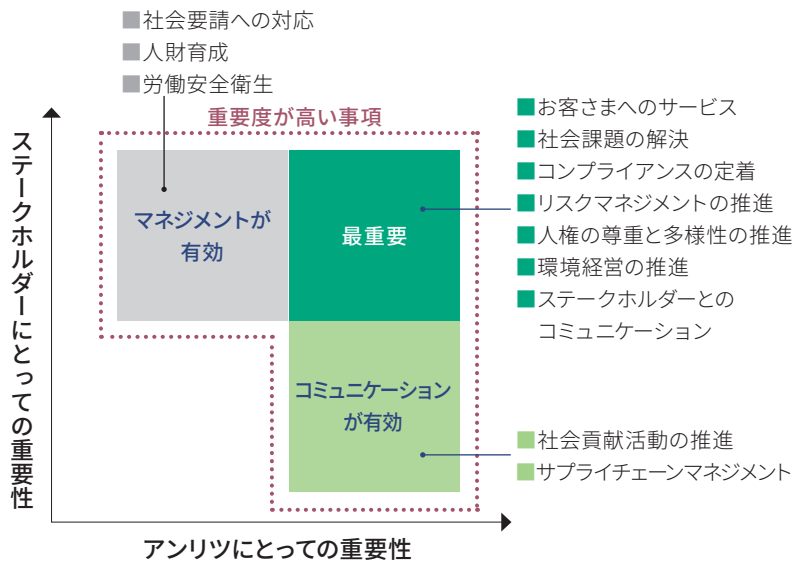 ■社会要請への対応
■人財育成
■労働安全衛生
重要度が高い事項
ステークホルダーにとっての重要性
マネジメントが
有効
最重要
コミュニケーション
が有効
■お客さまへのサービス
■社会課題の解決
■コンプライアンスの定着
■リスクマネジメントの推進
■人権の尊重と多様性の推進
■環境経営の推進
■ステークホルダーとの
コミュニケーション
■社会貢献活動の推進
■サプライチェーンマネジメント
アンリツにとっての重要性